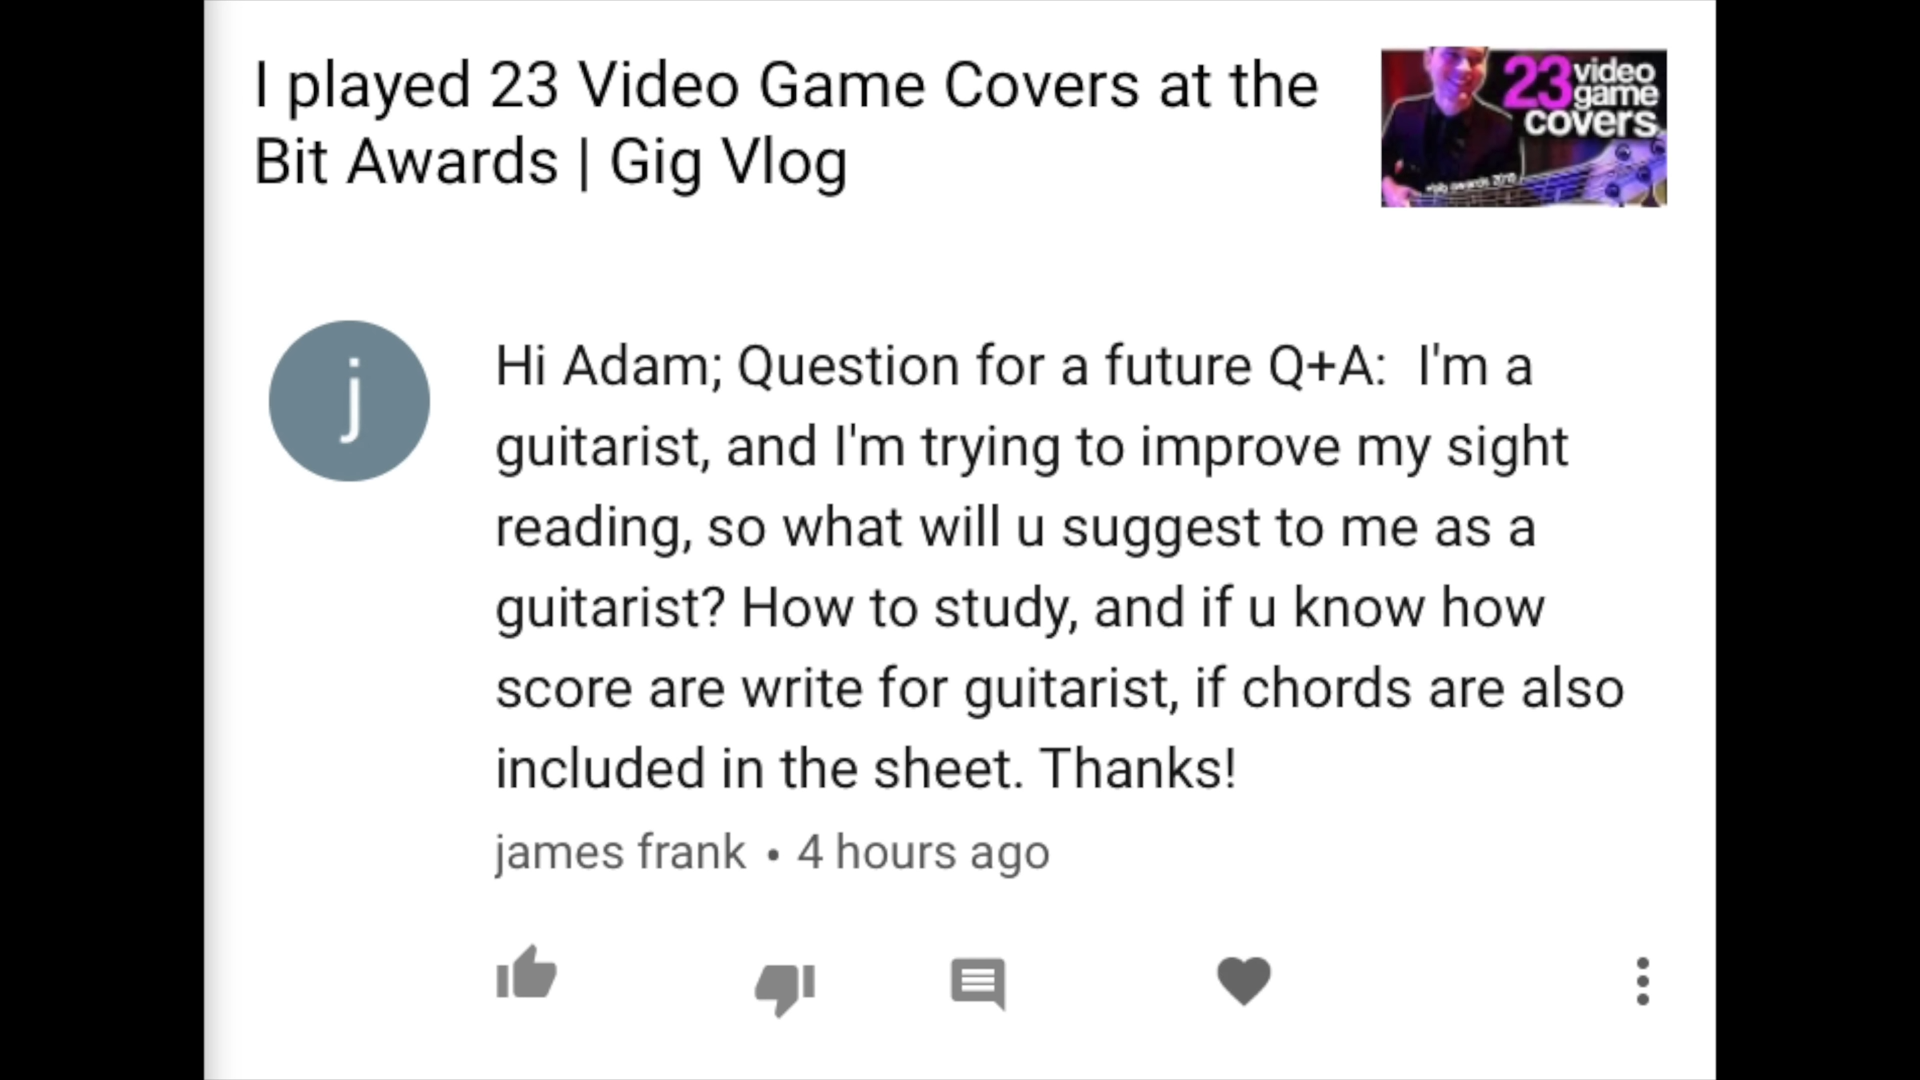 I played 23 Video Game Covers at the
Bit Awards | Gig Vlog
23 video
game
covers
bit awards 2018
j
Hi Adam; Question for a future Q+A:  I'm a
guitarist, and I'm trying to improve my sight
reading, so what will u suggest to me as a
guitarist? How to study, and if u know how
score are write for guitarist, if chords are also
included in the sheet. Thanks!
james frank • 4 hours ago